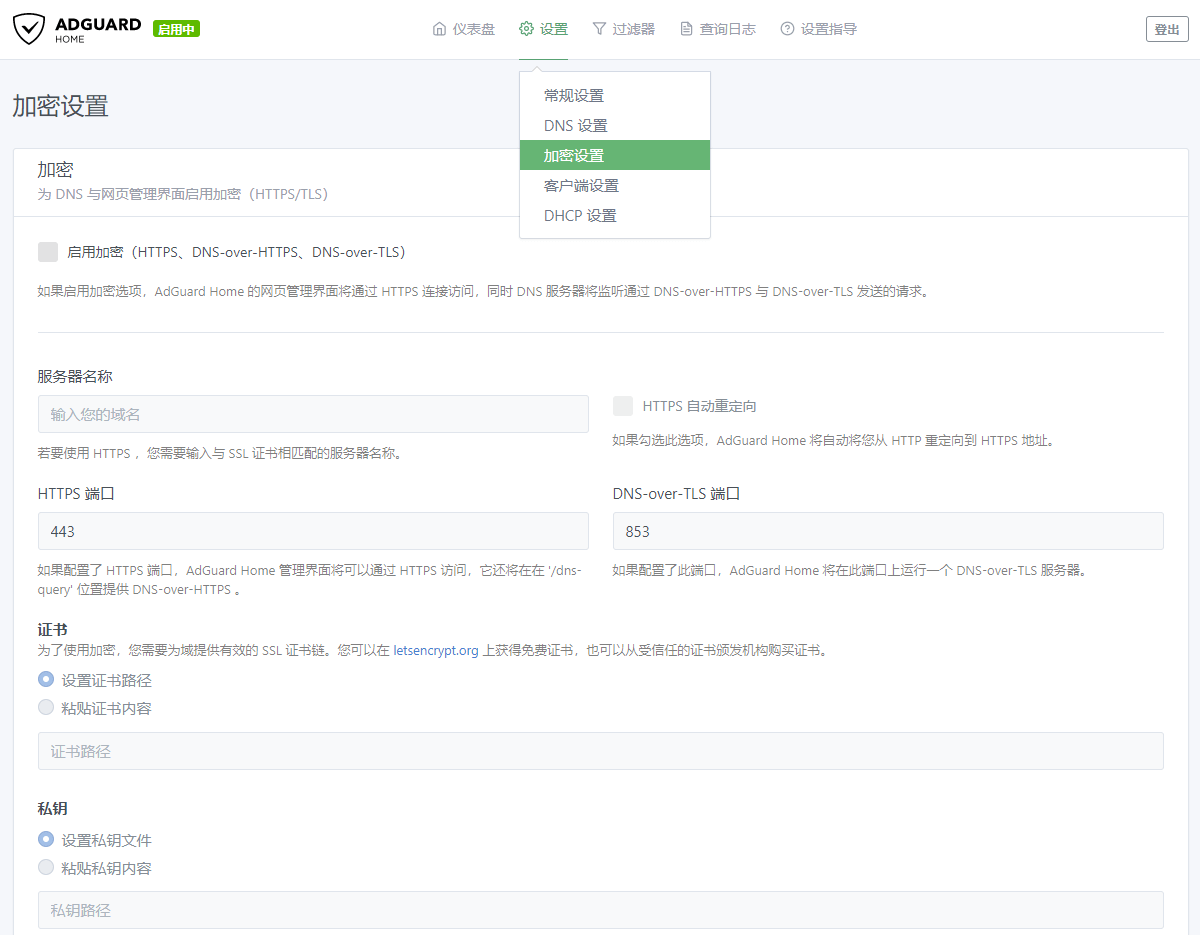 ADGUARD
HOME
启用中
仪表盘
设置
过滤器
查询日志
设置指导
登出
常规设置
DNS 设置
加密设置
客户端设置
DHCP 设置
加密设置
加密
为 DNS 与网页管理界面启用加密（HTTPS/TLS）
启用加密（HTTPS、DNS-over-HTTPS、DNS-over-TLS）
如果启用加密选项，AdGuard Home 的网页管理界面将通过 HTTPS 连接访问，同时 DNS 服务器将监听通过 DNS-over-HTTPS 与 DNS-over-TLS 发送的请求。
服务器名称
输入您的域名
若要使用 HTTPS ，您需要输入与 SSL 证书相匹配的服务器名称。
HTTPS 自动重定向
如果勾选此选项，AdGuard Home 将自动将您从 HTTP 重定向到 HTTPS 地址。
HTTPS 端口
443
如果配置了 HTTPS 端口，AdGuard Home 管理界面将可以通过 HTTPS 访问，它还将在在 '/dns-
query' 位置提供 DNS-over-HTTPS 。
DNS-over-TLS 端口
853
如果配置了此端口，AdGuard Home 将在此端口上运行一个 DNS-over-TLS 服务器。
证书
为了使用加密，您需要为域提供有效的 SSL 证书链。您可以在 letsencrypt.org 上获得免费证书，也可以从受信任的证书颁发机构购买证书。
设置证书路径
粘贴证书内容
证书路径
私钥
设置私钥文件
粘贴私钥内容
私钥路径